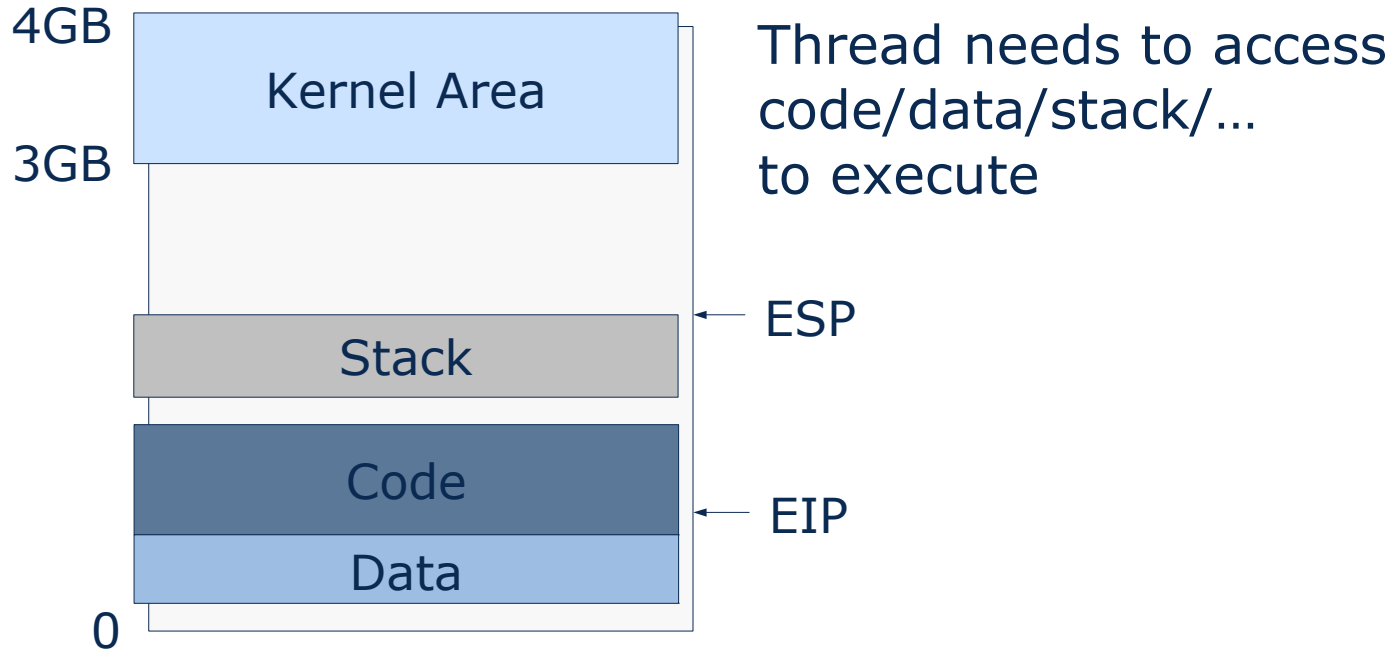 4GB
Kernel Area
3GB
Thread needs to access
code/data/stack/…
to execute
ESP
Stack
Code
EIP
Data
0